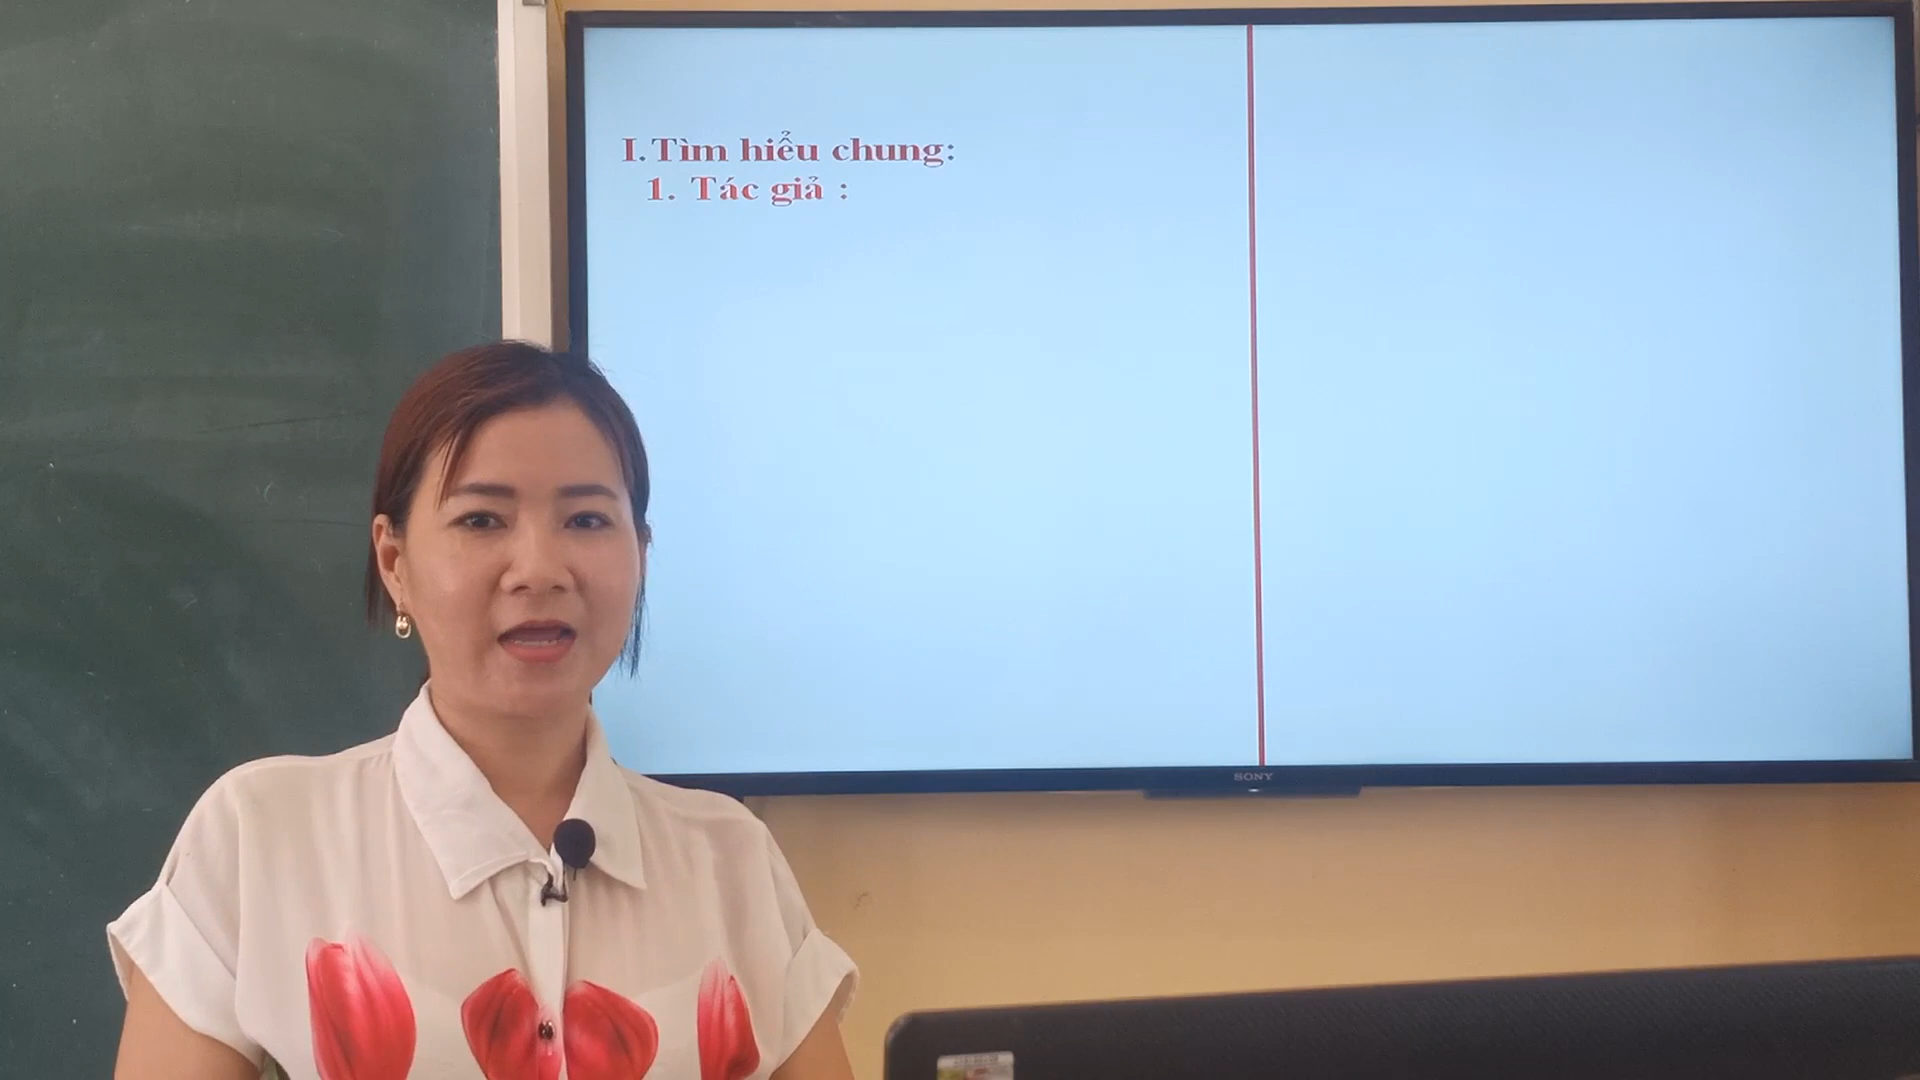 I. Tìm hiểu chung:
1. Tác giả :
SONY